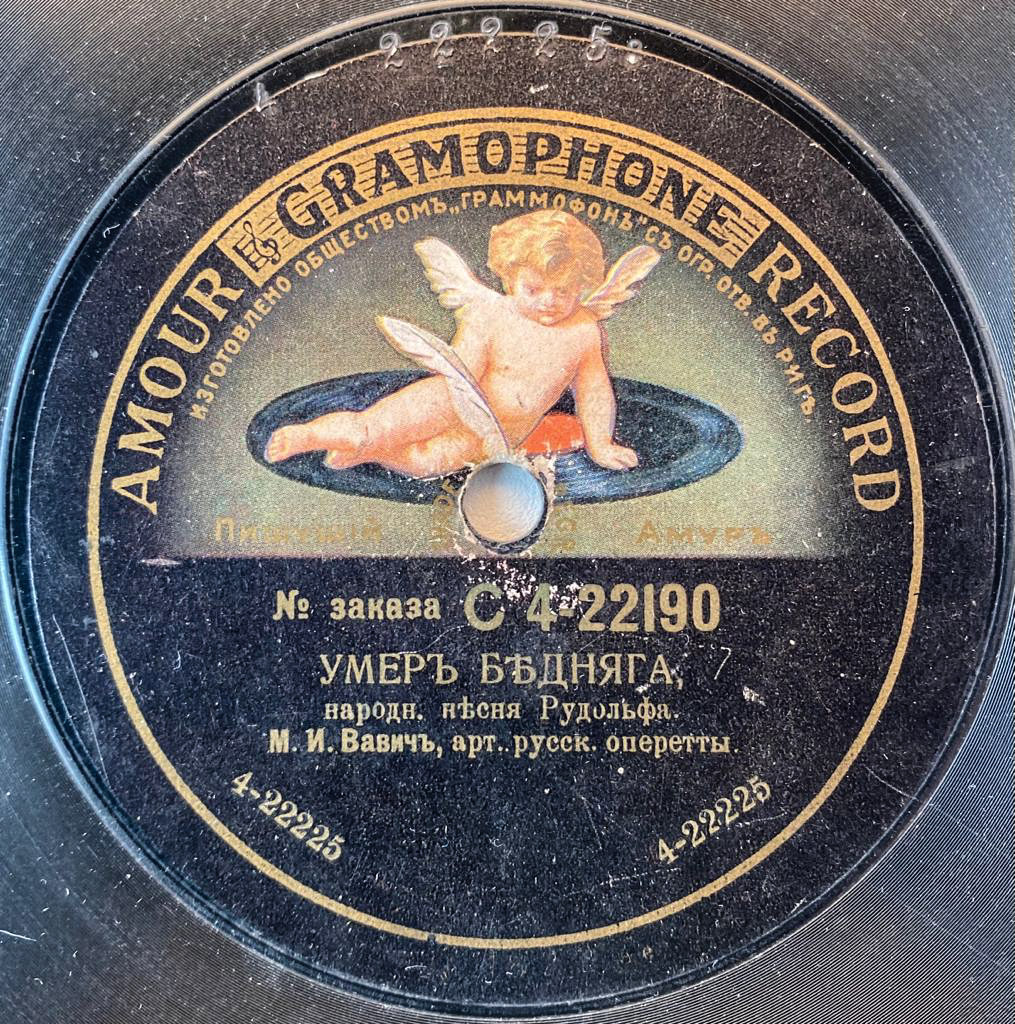 4 22225.
AMOUR GRAMOPHONE RECORD
ИЗГОТОВЛЕНО ОБЩЕСТВОМЪ „ГРАММОФОНЪ" СЪ ОГР. ОТВ. ВЪ РИГѢ.
Пишущій Амуръ
№ заказа С 4-22190
УМЕРЪ БѢДНЯГА,
народн. пѣсня Рудольфа.
М. И. Вавичъ, арт. русск. оперетты.
4-22225 4-22225